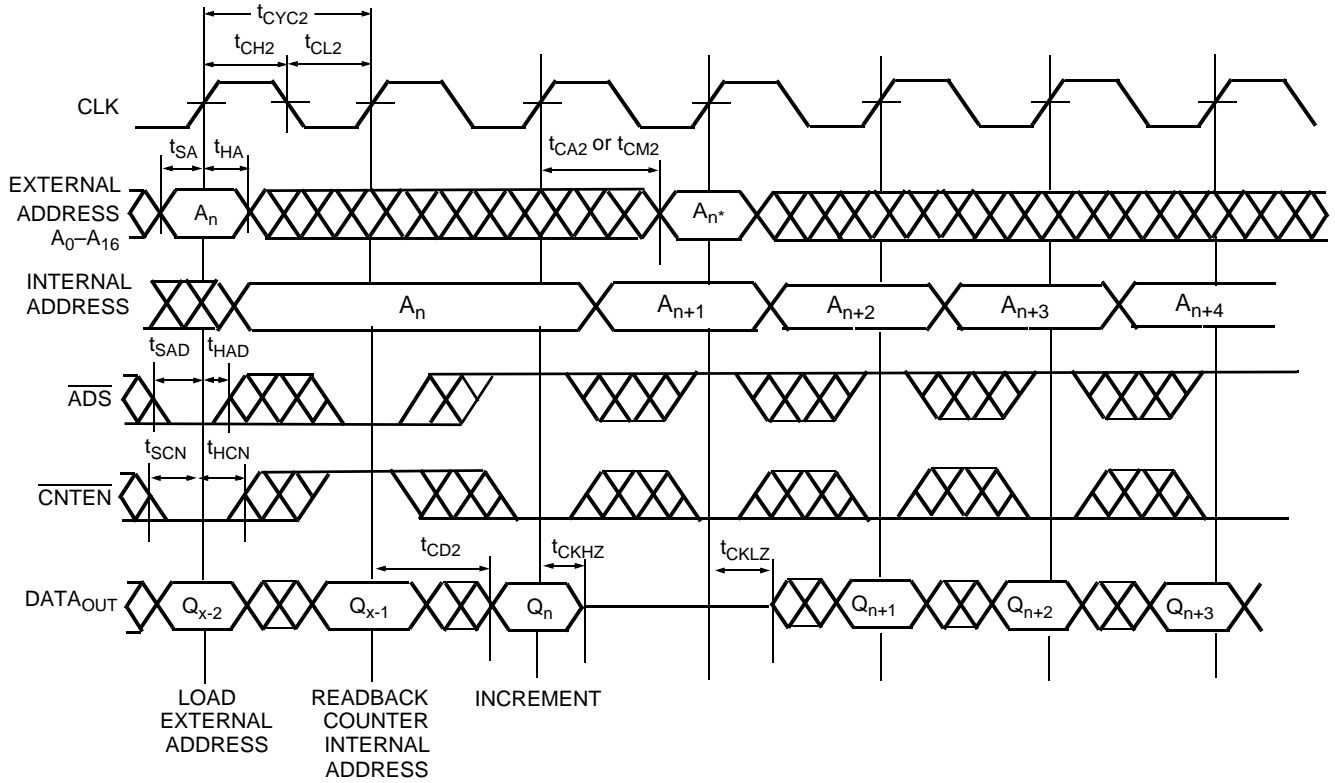 tCYC2
tCH2 tCL2
CLK
tSA tHA tCA2 or tCM2
EXTERNAL
ADDRESS
A0–A16
An An*
INTERNAL
ADDRESS
An An+1 An+2 An+3 An+4
tSAD tHAD
ADS
tSCN tHCN
CNTEN
tCD2 tCKHZ tCKLZ
DATAOUT
Qx-2 Qx-1 Qn Qn+1 Qn+2 Qn+3
LOAD
EXTERNAL
ADDRESS
READBACK
COUNTER
INTERNAL
ADDRESS
INCREMENT